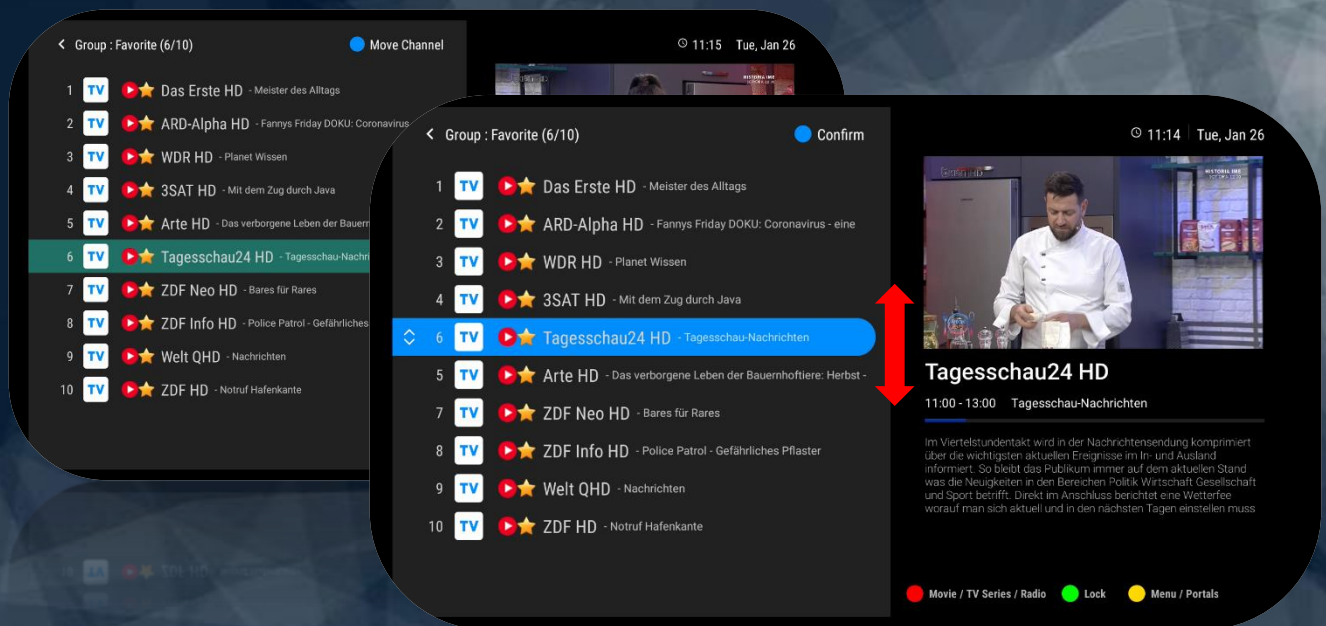 Group : Favorite (6/10)
Move Channel
11:15 Tue, Jan 26
1 TV Das Erste HD - Meister des Alltags
2 TV ARD-Alpha HD - Fannys Friday DOKU: Coronavirus
3 TV WDR HD - Planet Wissen
4 TV 3SAT HD - Mit dem Zug durch Java
5 TV Arte HD - Das verborgene Leben der Bauern
6 TV Tagesschau24 HD - Tagesschau-Nachri
7 TV ZDF Neo HD - Bares für Rares
8 TV ZDF Info HD - Police Patrol - Gefährliches
9 TV Welt QHD - Nachrichten
10 TV ZDF HD - Notruf Hafenkante
Group : Favorite (6/10)
Confirm
11:14 Tue, Jan 26
1 TV Das Erste HD - Meister des Alltags
2 TV ARD-Alpha HD - Fannys Friday DOKU: Coronavirus - eine
3 TV WDR HD - Planet Wissen
4 TV 3SAT HD - Mit dem Zug durch Java
6 TV Tagesschau24 HD - Tagesschau-Nachrichten
5 TV Arte HD - Das verborgene Leben der Bauernhoftiere: Herbst -
7 TV ZDF Neo HD - Bares für Rares
8 TV ZDF Info HD - Police Patrol - Gefährliches Pflaster
9 TV Welt QHD - Nachrichten
10 TV ZDF HD - Notruf Hafenkante
Tagesschau24 HD
11:00 - 13:00 Tagesschau-Nachrichten
Im Viertelstundentakt wird in der Nachrichtensendung komprimiert
über die wichtigsten aktuellen Ereignisse im In- und Ausland
informiert. So bleibt das Publikum immer auf dem aktuellen Stand
was die Neuigkeiten in den Bereichen Politik Wirtschaft Gesellschaft
und Sport betrifft. Direkt im Anschluss berichtet eine Wetterfee
worauf man sich aktuell und in den nächsten Tagen einstellen muss
Movie / TV Series / Radio
Lock
Menu / Portals